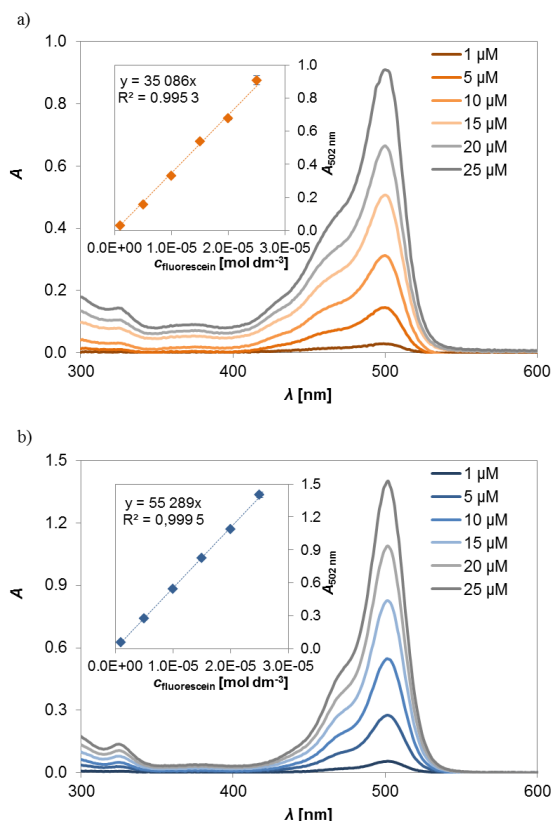 a)
1.0
0.8
0.6
0.4
0.2
0.0
A
300
400
500
600
λ [nm]
1 µM
5 µM
10 µM
15 µM
20 µM
25 µM
y = 35 086x
R² = 0.995 3
1.0
0.8
0.6
0.4
0.2
0.0
A502 nm
0.0E+00 1.0E-05 2.0E-05 3.0E-05
cfluorescein [mol dm-3]
b)
1.5
1.2
0.9
0.6
0.3
0.0
A
300
400
500
600
λ [nm]
1 µM
5 µM
10 µM
15 µM
20 µM
25 µM
y = 55 289x
R² = 0,999 5
1.5
1.2
0.9
0.6
0.3
0.0
A502 nm
0.0E+00 1.0E-05 2.0E-05 3.0E-05
cfluorescein [mol dm-3]